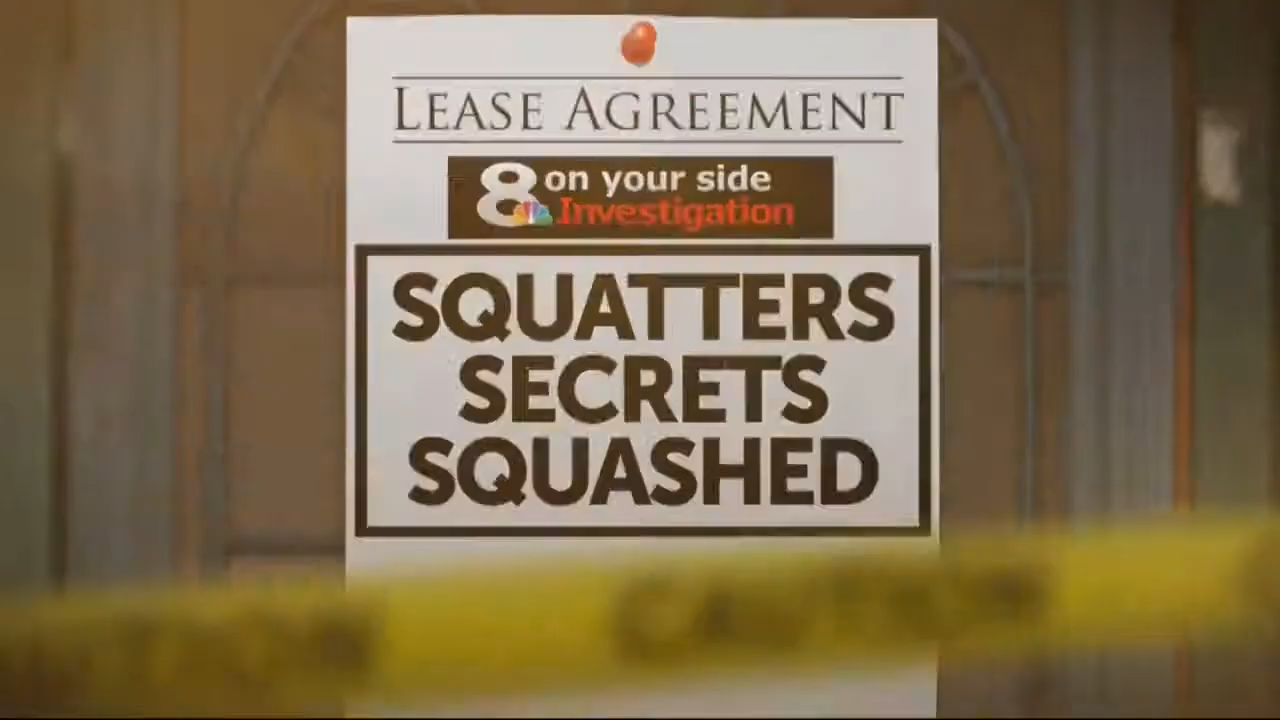 LEASE AGREEMENT
8 on your side
Investigation
SQUATTERS
SECRETS
SQUASHED